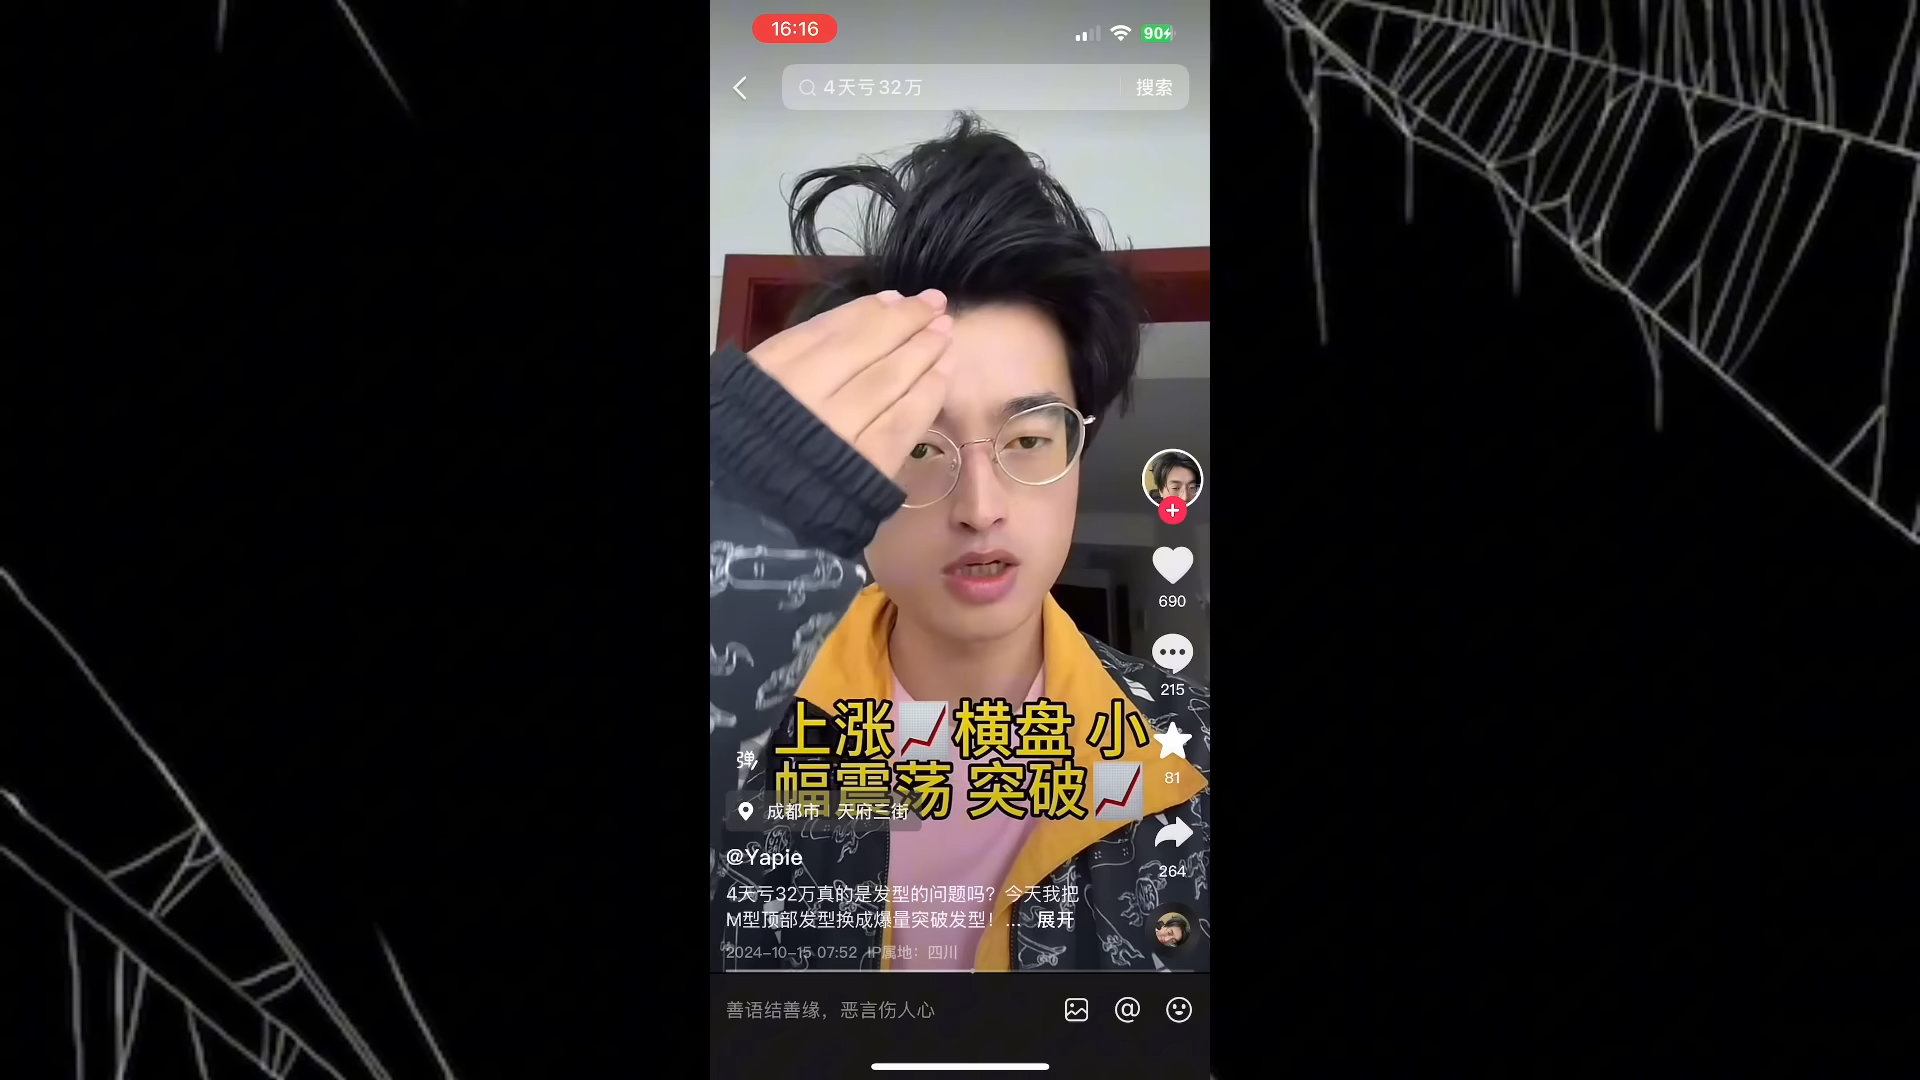 16:16
90
4天亏32万
搜索
690
215
上涨📈横盘 小
幅震荡 突破📈
弹
81
成都市 天府三街
@Yapie
264
4天亏32万真的是发型的问题吗？今天我把
M型顶部发型换成爆量突破发型！... 展开
2024-10-15 07:52 IP属地：四川
善语结善缘，恶言伤人心